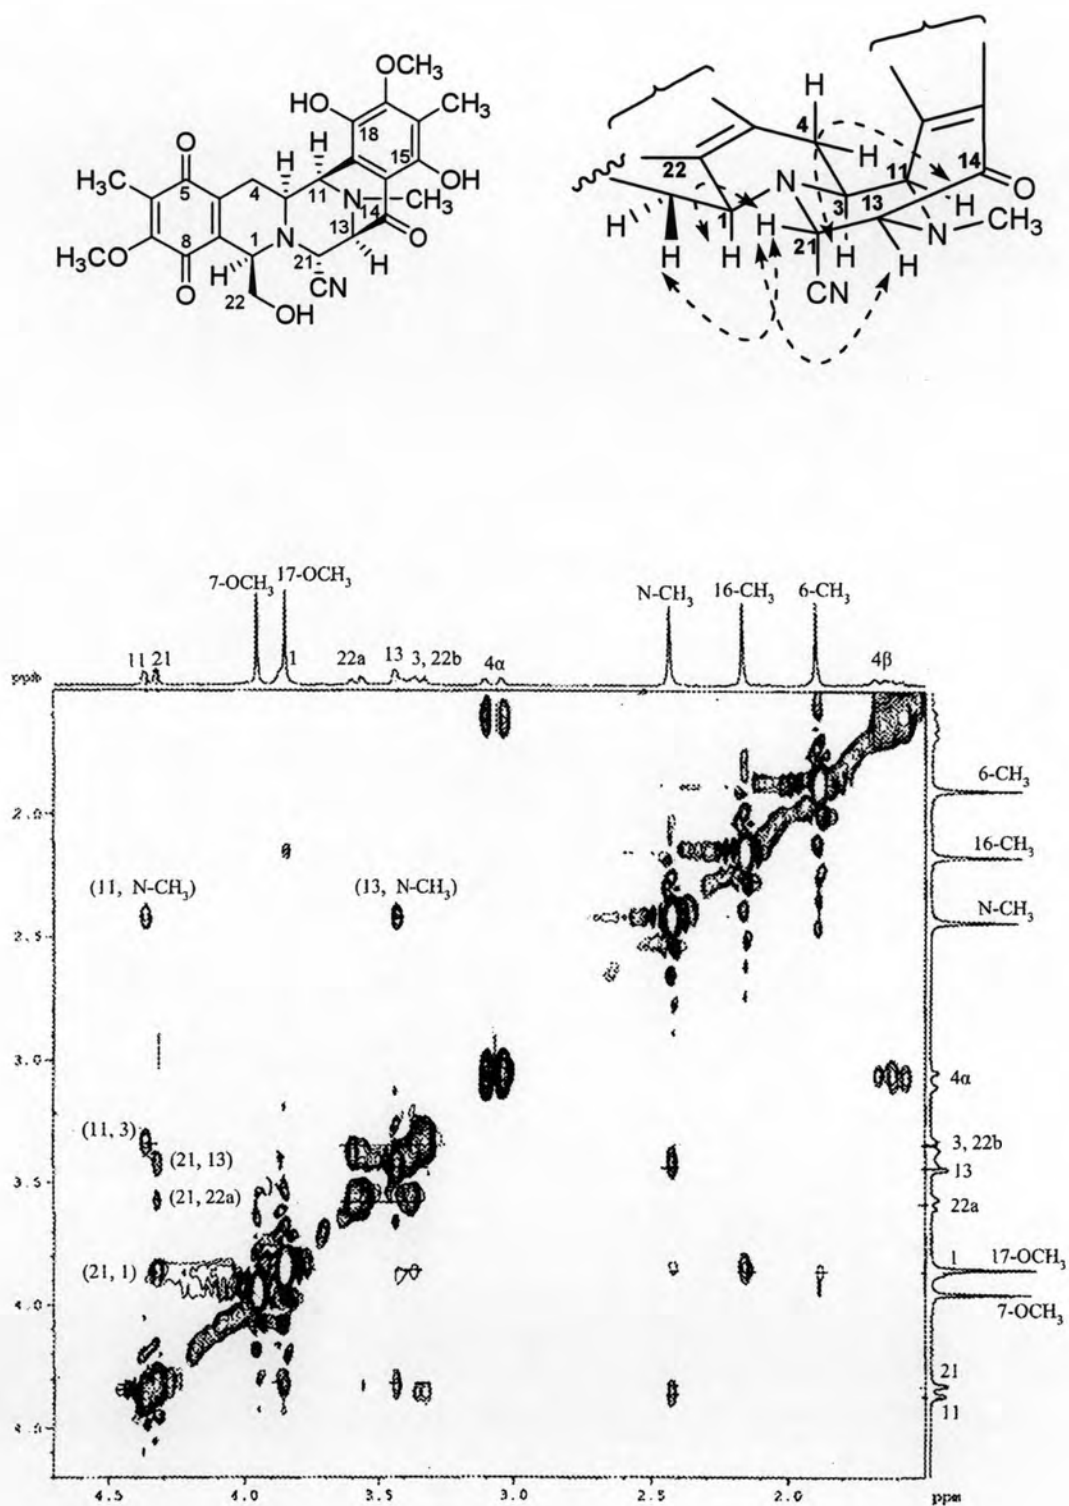 OCH₃
HO
CH₃
18
O
H H
15
OH
H₃C
5
4
11
N
CH₃
14
13
O
8
1
N
H₃CO
H
21
H
O
CN
22
OH
H
4
H
11
14
22
N
O
3
13
H
H
1
H
21
N
CH₃
H
H
H
H
CN
7-OCH₃
17-OCH₃
N-CH₃
16-CH₃
6-CH₃
11 21
1
22a
13
3, 22b
4α
4β
ppb
6-CH₃
2.0
16-CH₃
(11, N-CH₃)
(13, N-CH₃)
N-CH₃
2.5
3.0
4α
(11, 3)
3, 22b
(21, 13)
13
3.5
(21, 22a)
22a
(21, 1)
1 17-OCH₃
4.0
7-OCH₃
21
11
4.5
4.0
3.5
3.0
2.5
2.0
ppm